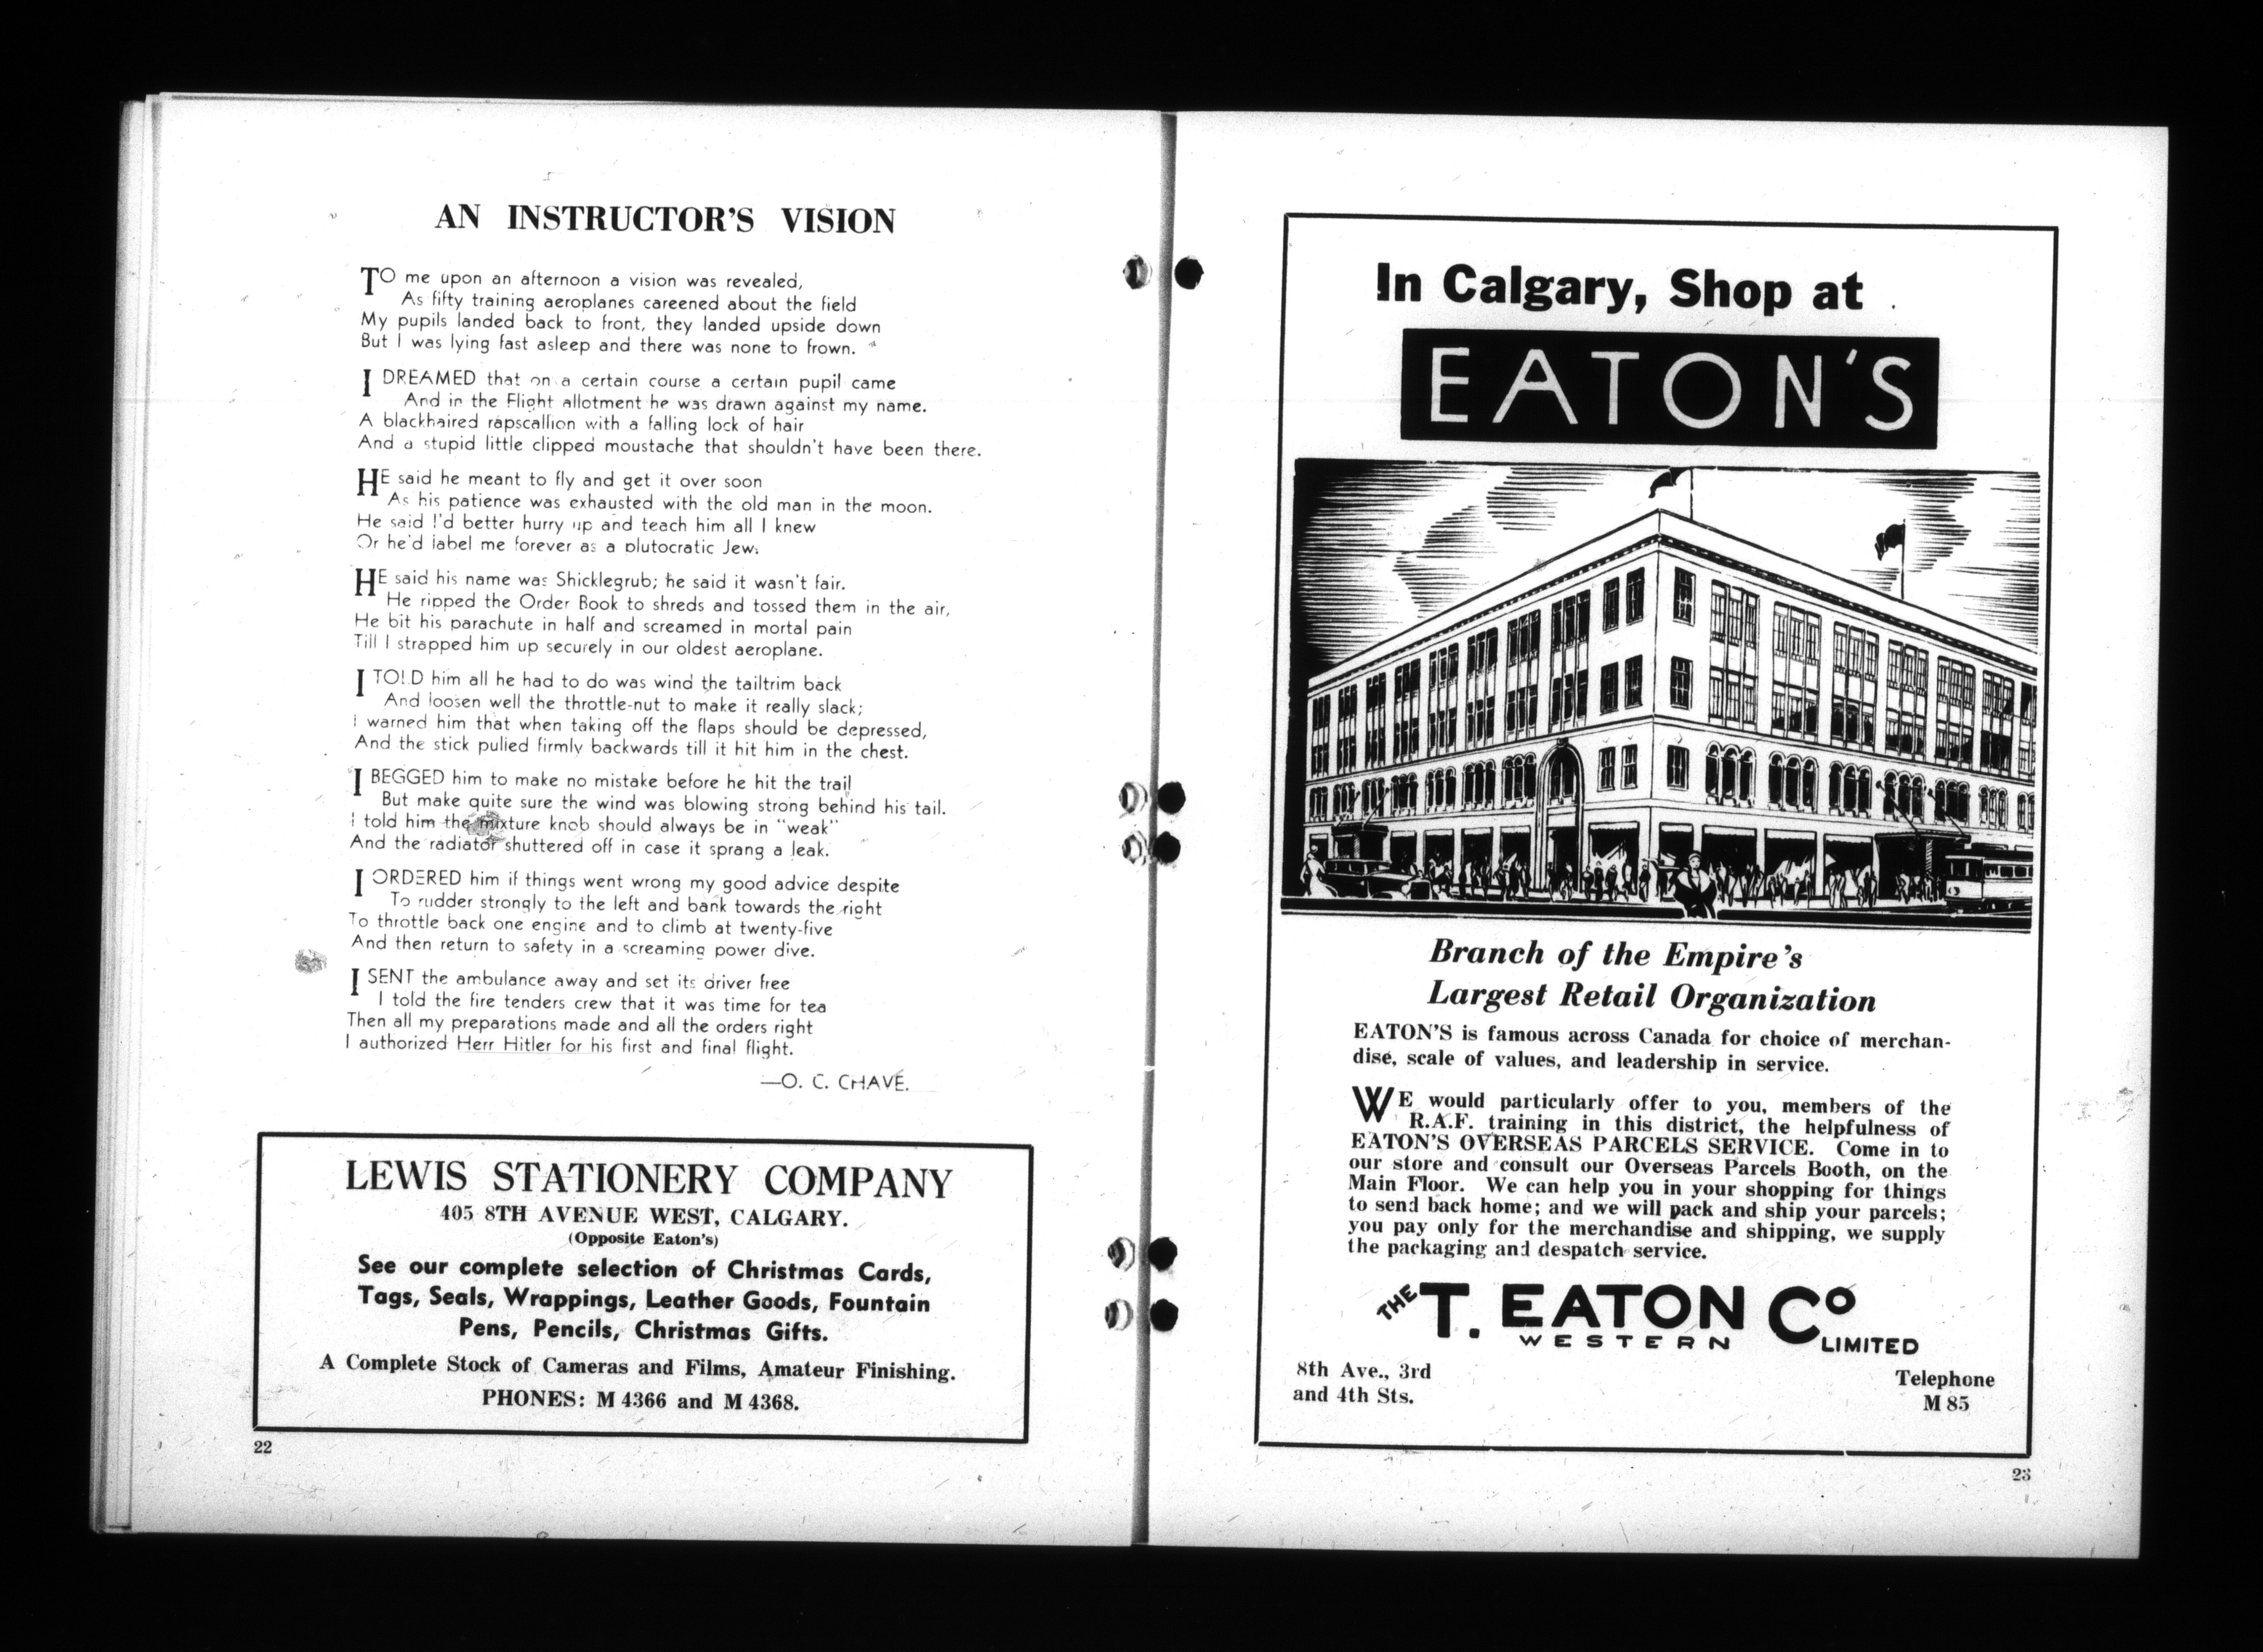 AN INSTRUCTOR'S VISION
TO me upon an afternoon a vision was revealed,
As fifty training aeroplanes careened about the field
My pupils landed back to front, they landed upside down
But I was lying fast asleep and there was none to frown.
I DREAMED that on a certain course a certain pupil came
And in the Flight allotment he was drawn against my name.
A blackhaired rapscallion with a falling lock of hair
And a stupid little clipped moustache that shouldn't have been there.
HE said he meant to fly and get it over soon
As his patience was exhausted with the old man in the moon.
He said I'd better hurry up and teach him all I knew
Or he'd label me forever as a plutocratic Jew.
HE said his name was Shicklegrub; he said it wasn't fair.
He ripped the Order Book to shreds and tossed them in the air,
He bit his parachute in half and screamed in mortal pain
Till I strapped him up securely in our oldest aeroplane.
I TOLD him all he had to do was wind the tailtrim back
And loosen well the throttle-nut to make it really slack;
I warned him that when taking off the flaps should be depressed,
And the stick pulled firmly backwards till it hit him in the chest.
I BEGGED him to make no mistake before he hit the trail
But make quite sure the wind was blowing strong behind his tail.
I told him the mixture knob should always be in "weak"
And the radiator shuttered off in case it sprang a leak.
I ORDERED him if things went wrong my good advice despite
To rudder strongly to the left and bank towards the right
To throttle back one engine and to climb at twenty-five
And then return to safety in a screaming power dive.
I SENT the ambulance away and set its driver free
I told the fire tenders crew that it was time for tea
Then all my preparations made and all the orders right
I authorized Herr Hitler for his first and final flight.
—O. C. CHAVE.
LEWIS STATIONERY COMPANY
405 8TH AVENUE WEST, CALGARY.
(Opposite Eaton's)
See our complete selection of Christmas Cards,
Tags, Seals, Wrappings, Leather Goods, Fountain
Pens, Pencils, Christmas Gifts.
A Complete Stock of Cameras and Films, Amateur Finishing.
PHONES: M 4366 and M 4368.
22
In Calgary, Shop at
EATON'S
Branch of the Empire's
Largest Retail Organization
EATON'S is famous across Canada for choice of merchan-
dise, scale of values, and leadership in service.
WE would particularly offer to you, members of the
R.A.F. training in this district, the helpfulness of
EATON'S OVERSEAS PARCELS SERVICE. Come in to
our store and consult our Overseas Parcels Booth, on the
Main Floor. We can help you in your shopping for things
to send back home; and we will pack and ship your parcels;
you pay only for the merchandise and shipping, we supply
the packaging and despatch service.
THE T. EATON Co
WESTERN LIMITED
8th Ave., 3rd
and 4th Sts.
Telephone
M 85
23